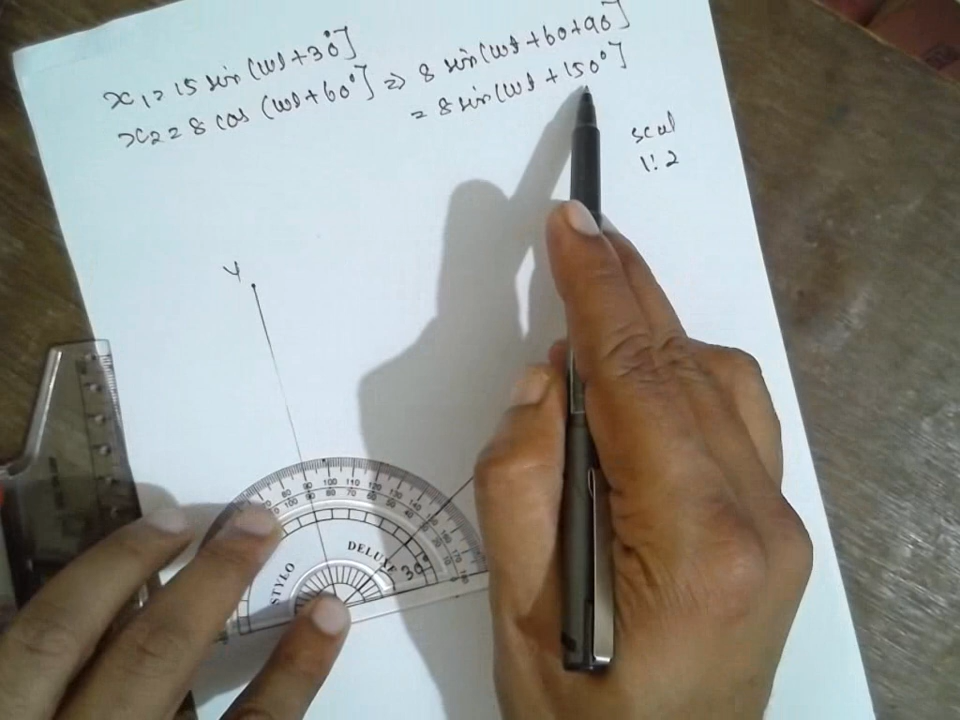 x₁ = 15 sin(ωt + 30°]
x₂ = 8 cos (ωt + 60°] ⇒ 8 sin(ωt + 60 + 90°]
= 8 sin(ωt + 150°]
scal
1:2
Y
STYLO
DELUXE
30°